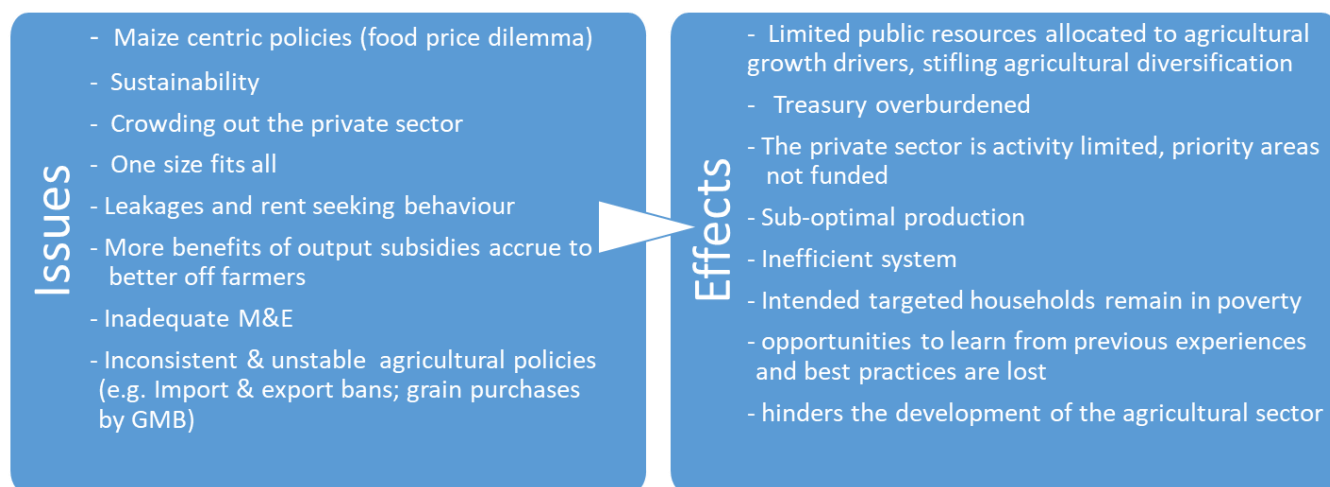 Issues
- Maize centric policies (food price dilemma)
- Sustainability
- Crowding out the private sector
- One size fits all
- Leakages and rent seeking behaviour
- More benefits of output subsidies accrue to
better off farmers
- Inadequate M&E
- Inconsistent & unstable agricultural policies
(e.g. Import & export bans; grain purchases
by GMB)
Effects
- Limited public resources allocated to agricultural
growth drivers, stifling agricultural diversification
- Treasury overburdened
- The private sector is activity limited, priority areas
not funded
- Sub-optimal production
- Inefficient system
- Intended targeted households remain in poverty
- opportunities to learn from previous experiences
and best practices are lost
- hinders the development of the agricultural sector